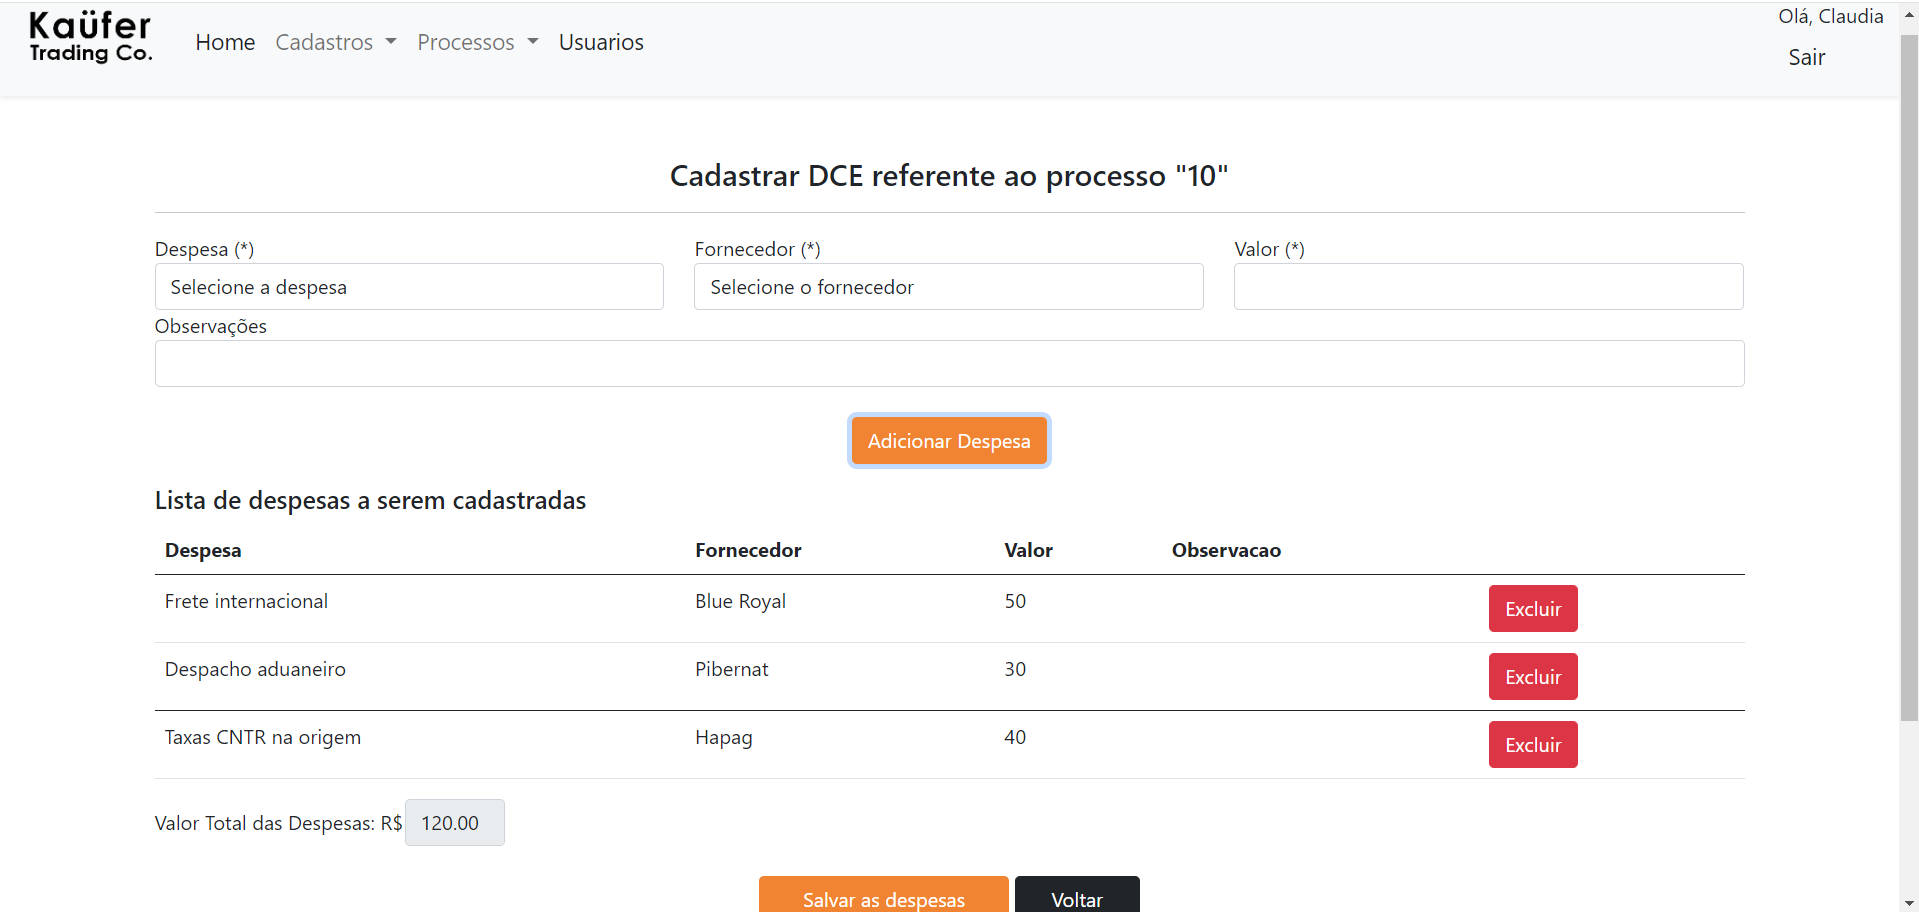 Kaüfer
Trading Co.
Home Cadastros Processos Usuarios
Olá, Claudia
Sair
Cadastrar DCE referente ao processo "10"
Despesa (*) Fornecedor (*) Valor (*)
Selecione a despesa Selecione o fornecedor
Observações
Adicionar Despesa
Lista de despesas a serem cadastradas
Despesa Fornecedor Valor Observacao
Frete internacional Blue Royal 50 Excluir
Despacho aduaneiro Pibernat 30 Excluir
Taxas CNTR na origem Hapag 40 Excluir
Valor Total das Despesas: R$ 120.00
Salvar as despesas Voltar